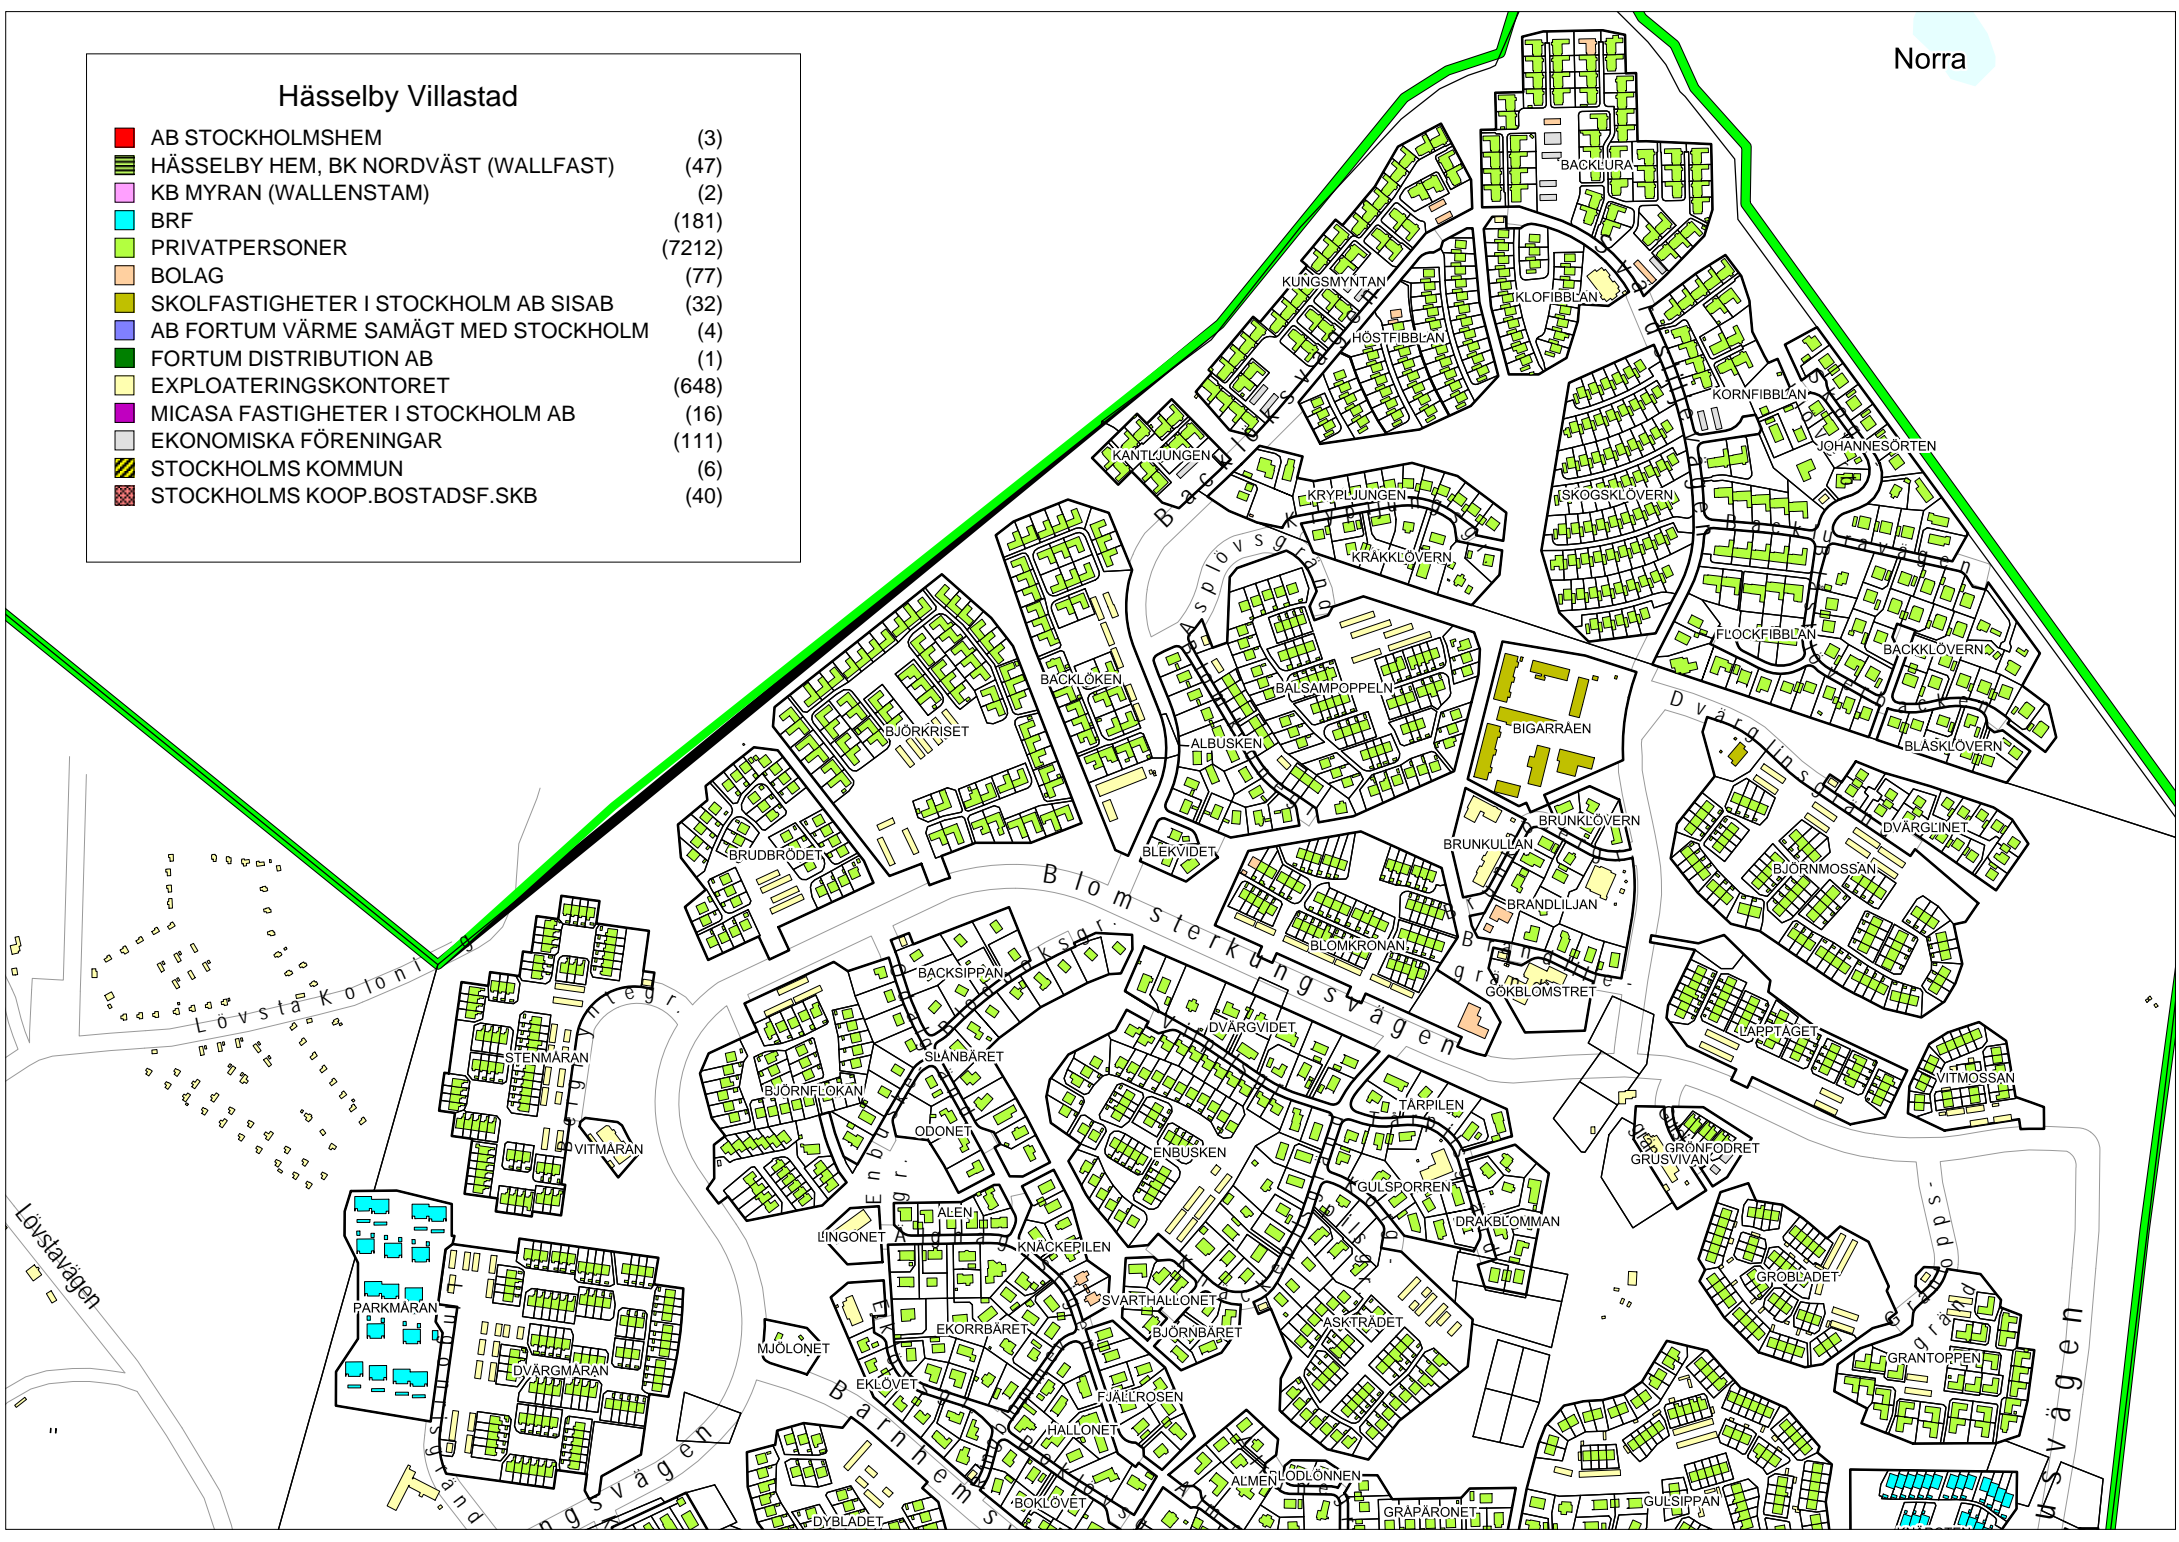 Norra
Hässelby Villastad
AB STOCKHOLMSHEM (3)
HÄSSELBY HEM, BK NORDVÄST (WALLFAST) (47)
KB MYRAN (WALLENSTAM) (2)
BRF (181)
PRIVATPERSONER (7212)
BOLAG (77)
SKOLFASTIGHETER I STOCKHOLM AB SISAB (32)
AB FORTUM VÄRME SAMÄGT MED STOCKHOLM (4)
FORTUM DISTRIBUTION AB (1)
EXPLOATERINGSKONTORET (648)
MICASA FASTIGHETER I STOCKHOLM AB (16)
EKONOMISKA FÖRENINGAR (111)
STOCKHOLMS KOMMUN (6)
STOCKHOLMS KOOP.BOSTADSF.SKB (40)
BACKLURA
KUNGSMYNTAN
KLOFIBBLAN
HÖSTFIBBLAN
KORNFIBBLAN
JOHANNESÖRTEN
KANTLJUNGEN
KRYPLJUNGEN
SKOGSKLÖVERN
KRÅKKLÖVERN
Backluravägen
FLOCKFIBBLAN
BACKKLÖVERN
BACKLÖKEN
BALSAMPOPPELN
BJÖRKRISET
ALBUSKEN
BIGARRÅEN
BLÅSKLÖVERN
BRUNKLÖVERN
DVÄRGLINET
BRUDBRÖDET
BLEKVIDET
BRUNKULLAN
BJÖRNMOSSAN
Blomsterkungsvägen
BRANDLILJAN
BLOMKRONAN
BACKSIPPAN
GÖKBLOMSTRET
Lövsta Kolonig
DVÄRGVIDET
LAPPTÅGET
STENMÅRAN
SLÅNBÄRET
BJÖRNFLOKAN
VITMOSSAN
TÅRPILEN
ODONET
VITMÅRAN
ENBUSKEN
GRÖNFODRET
GRUSVIVAN
GULSPORREN
ALEN
DRAKBLOMMAN
LINGONET
KNÄCKEPILEN
Lövstavägen
GROBLADET
PARKMÅRAN
SVARTHALLONET
ASKTRÄDET
EKORRBÄRET
BJÖRNBÄRET
MJÖLONET
GRANTOPPEN
DVÄRGMÅRAN
EKLÖVET
FJÄLLROSEN
HALLONET
ALMEN
LODLÖNNEN
BOKLÖVET
GULSIPPAN
GRÅPÄRONET
DYBLADET